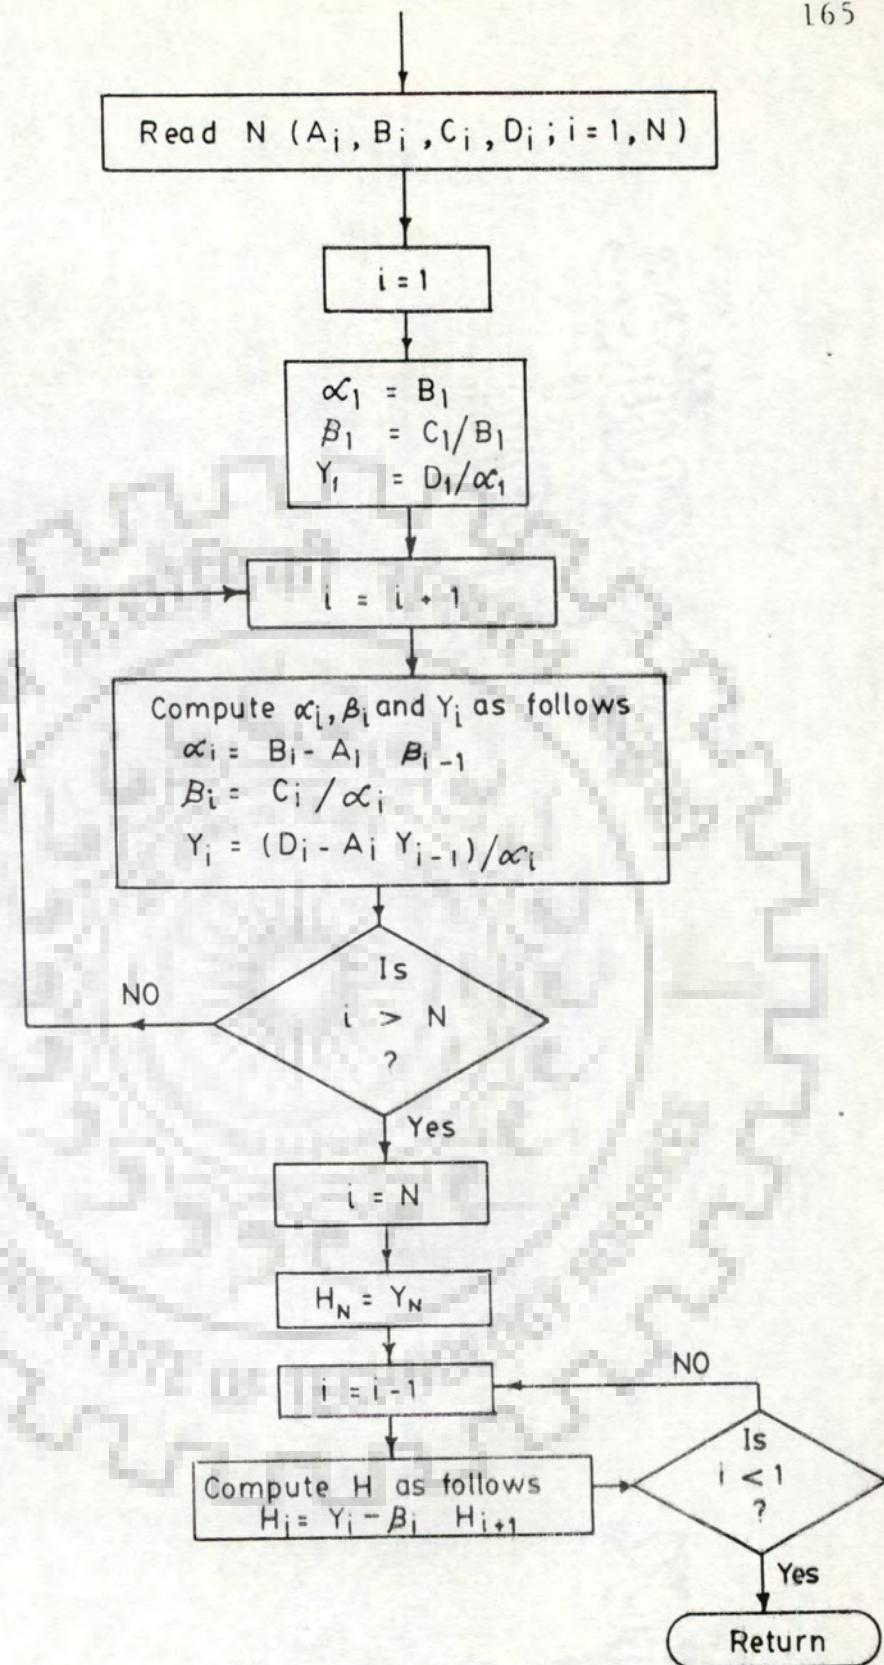 165
Read N (Ai, Bi, Ci, Di; i=1, N)
i = 1
α1 = B1
β1 = C1/B1
Y1 = D1/α1
i = i + 1
Compute αi, βi and Yi as follows
αi = Bi - Ai βi-1
βi = Ci / αi
Yi = (Di - Ai Yi-1)/αi
Is
i > N
?
NO
Yes
i = N
HN = YN
i = i-1
NO
Is
i < 1
?
Compute H as follows
Hi = Yi - βi Hi+1
Yes
Return